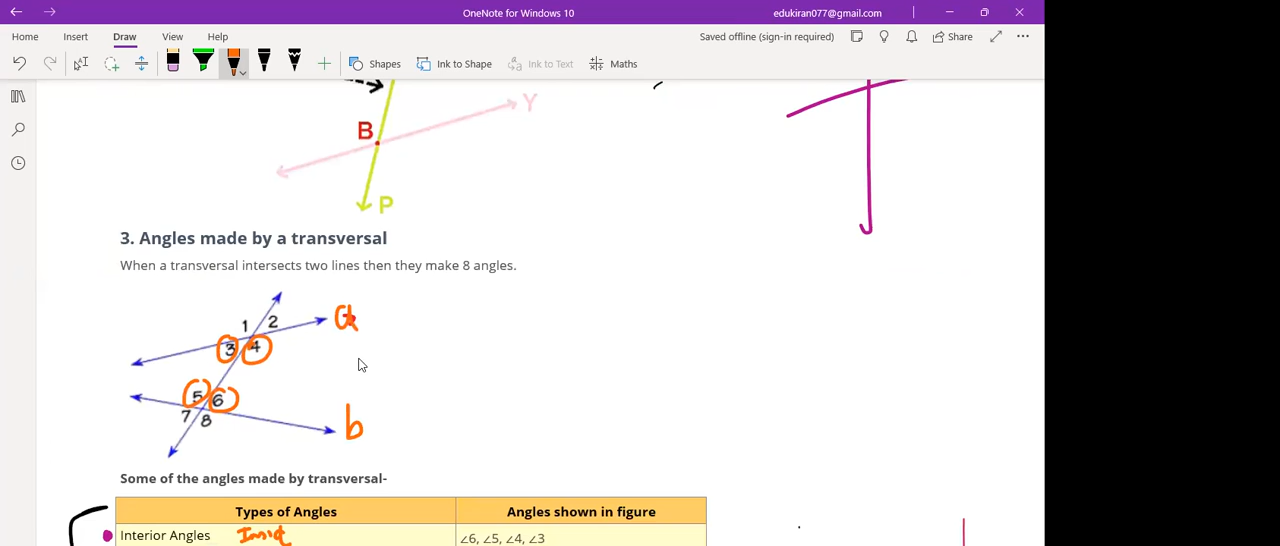 OneNote for Windows 10
edukiran077@gmail.com
Home Insert Draw View Help
Saved offline (sign-in required)
Share
Shapes
Ink to Shape
Ink to Text
Maths
Y
B
P
3. Angles made by a transversal
When a transversal intersects two lines then they make 8 angles.
1 2
a
3 4
5 6
7 8
b
Some of the angles made by transversal-
Types of Angles Angles shown in figure
Interior Angles ∠6, ∠5, ∠4, ∠3